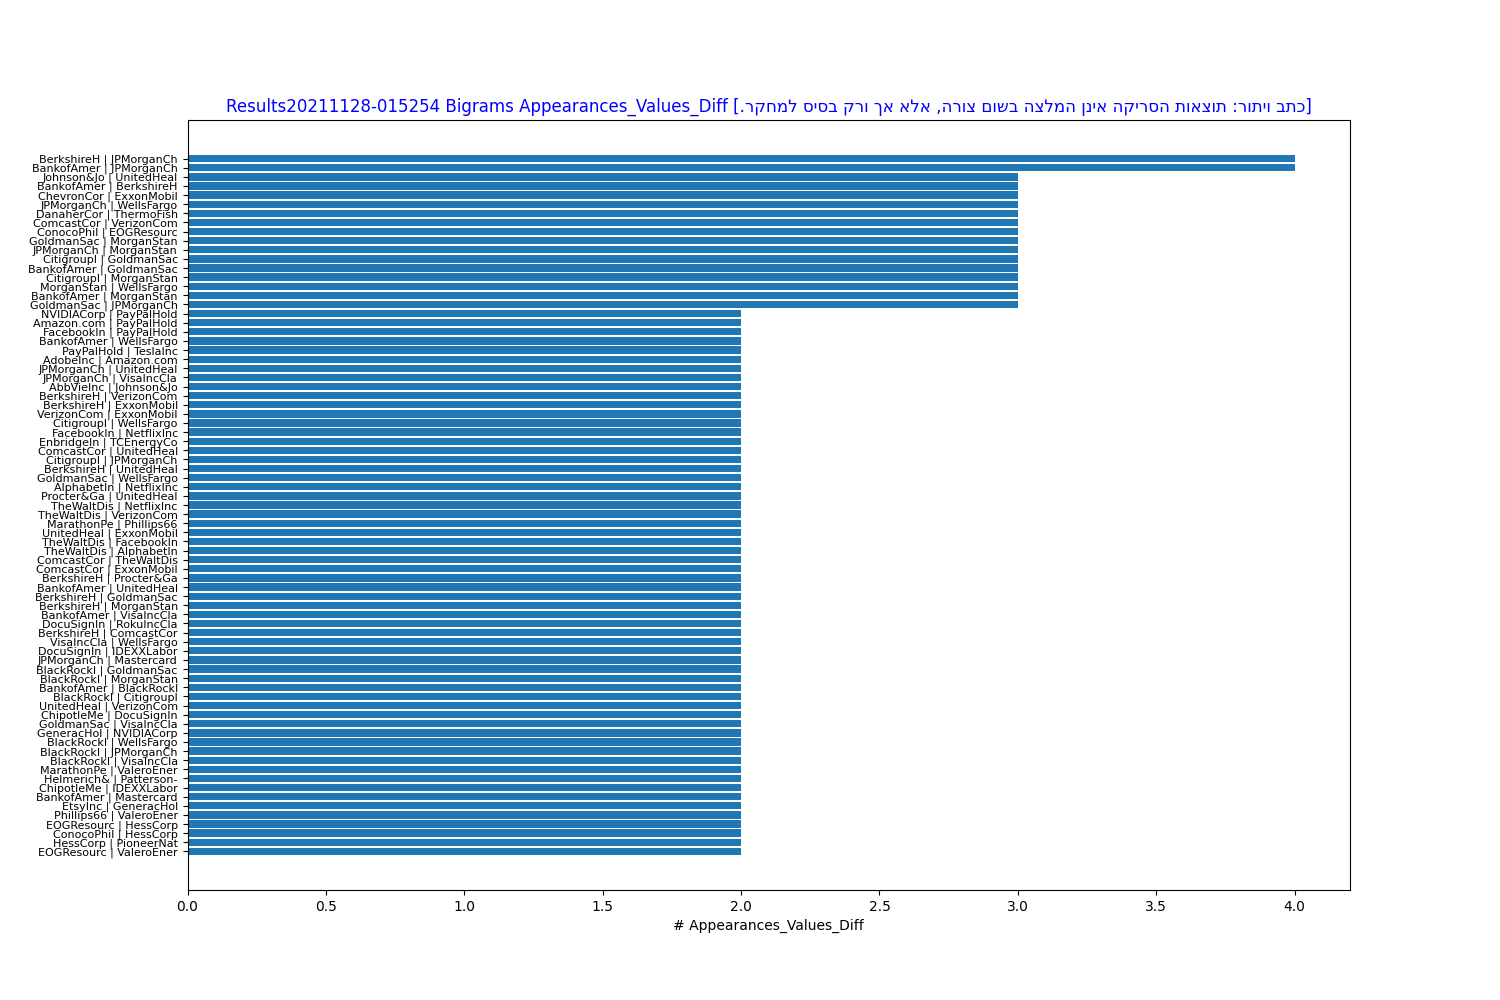 Results20211128-015254 Bigrams Appearances_Values_Diff [כתב ויתור: תוצאות הסריקה אינן המלצה בשום צורה, אלא אך ורק בסיס למחקר.]
BerkshireH | JPMorganCh
BankofAmer | JPMorganCh
Johnson&Jo | UnitedHeal
BankofAmer | BerkshireH
ChevronCor | ExxonMobil
JPMorganCh | WellsFargo
DanaherCor | ThermoFish
ComcastCor | VerizonCom
ConocoPhil | EOGResourc
GoldmanSac | MorganStan
JPMorganCh | MorganStan
CitigroupI | GoldmanSac
BankofAmer | GoldmanSac
CitigroupI | MorganStan
MorganStan | WellsFargo
BankofAmer | MorganStan
GoldmanSac | JPMorganCh
NVIDIACorp | PayPalHold
Amazon.com | PayPalHold
FacebookIn | PayPalHold
BankofAmer | WellsFargo
PayPalHold | TeslaInc
AdobeInc | Amazon.com
JPMorganCh | UnitedHeal
JPMorganCh | VisaIncCla
AbbVieInc | Johnson&Jo
BerkshireH | VerizonCom
BerkshireH | ExxonMobil
VerizonCom | ExxonMobil
CitigroupI | WellsFargo
FacebookIn | NetflixInc
EnbridgeIn | TCEnergyCo
ComcastCor | UnitedHeal
CitigroupI | JPMorganCh
BerkshireH | UnitedHeal
GoldmanSac | WellsFargo
AlphabetIn | NetflixInc
Procter&Ga | UnitedHeal
TheWaltDis | NetflixInc
TheWaltDis | VerizonCom
MarathonPe | Phillips66
UnitedHeal | ExxonMobil
TheWaltDis | FacebookIn
TheWaltDis | AlphabetIn
ComcastCor | TheWaltDis
ComcastCor | ExxonMobil
BerkshireH | Procter&Ga
BankofAmer | UnitedHeal
BerkshireH | GoldmanSac
BerkshireH | MorganStan
BankofAmer | VisaIncCla
DocuSignIn | RokuIncCla
BerkshireH | ComcastCor
VisaIncCla | WellsFargo
DocuSignIn | IDEXXLabor
JPMorganCh | Mastercard
BlackRockI | GoldmanSac
BlackRockI | MorganStan
BankofAmer | BlackRockI
BlackRockI | CitigroupI
UnitedHeal | VerizonCom
ChipotleMe | DocuSignIn
GoldmanSac | VisaIncCla
GeneracHol | NVIDIACorp
BlackRockI | WellsFargo
BlackRockI | JPMorganCh
BlackRockI | VisaIncCla
MarathonPe | ValeroEner
Helmerich& | Patterson-
ChipotleMe | IDEXXLabor
BankofAmer | Mastercard
EtsyInc | GeneracHol
Phillips66 | ValeroEner
EOGResourc | HessCorp
ConocoPhil | HessCorp
HessCorp | PioneerNat
EOGResourc | ValeroEner
0.0 0.5 1.0 1.5 2.0 2.5 3.0 3.5 4.0
# Appearances_Values_Diff